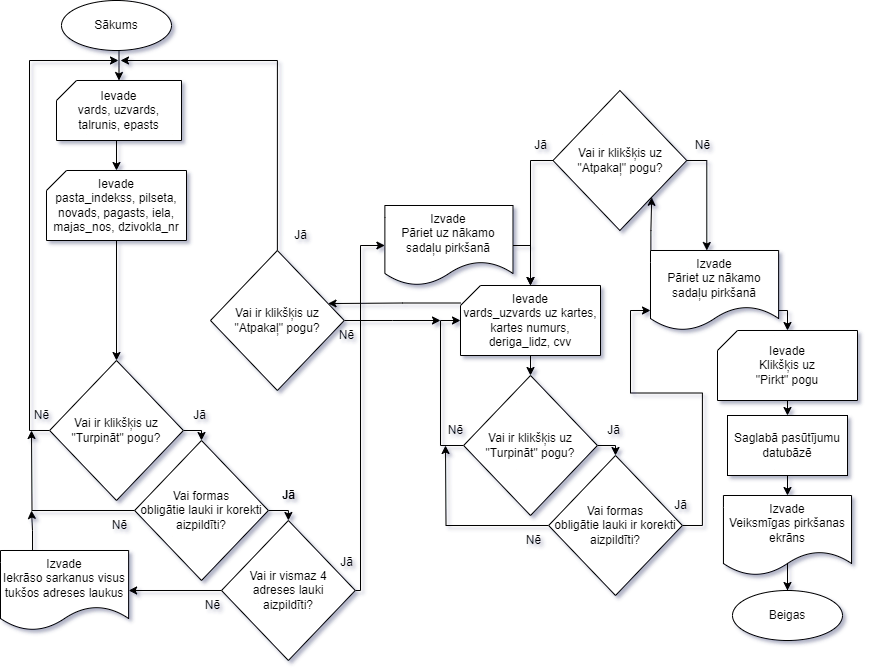 Sākums
Ievade
vards, uzvards,
talrunis, epasts
Ievade
pasta_indekss, pilseta,
novads, pagasts, iela,
majas_nos, dzivokla_nr
Vai ir klikšķis uz
"Turpināt" pogu?
Nē
Jā
Vai formas
obligātie lauki ir korekti
aizpildīti?
Nē
Jā
Vai ir vismaz 4
adreses lauki
aizpildīti?
Nē
Jā
Izvade
Iekrāso sarkanus visus
tukšos adreses laukus
Izvade
Pāriet uz nākamo
sadaļu pirkšanā
Vai ir klikšķis uz
"Atpakaļ" pogu?
Jā
Nē
Ievade
vards_uzvards uz kartes,
kartes numurs,
deriga_lidz, cvv
Vai ir klikšķis uz
"Turpināt" pogu?
Nē
Jā
Vai formas
obligātie lauki ir korekti
aizpildīti?
Nē
Jā
Vai ir klikšķis uz
"Atpakaļ" pogu?
Jā
Nē
Izvade
Pāriet uz nākamo
sadaļu pirkšanā
Ievade
Klikšķis uz
"Pirkt" pogu
Saglabā pasūtījumu
datubāzē
Izvade
Veiksmīgas pirkšanas
ekrāns
Beigas